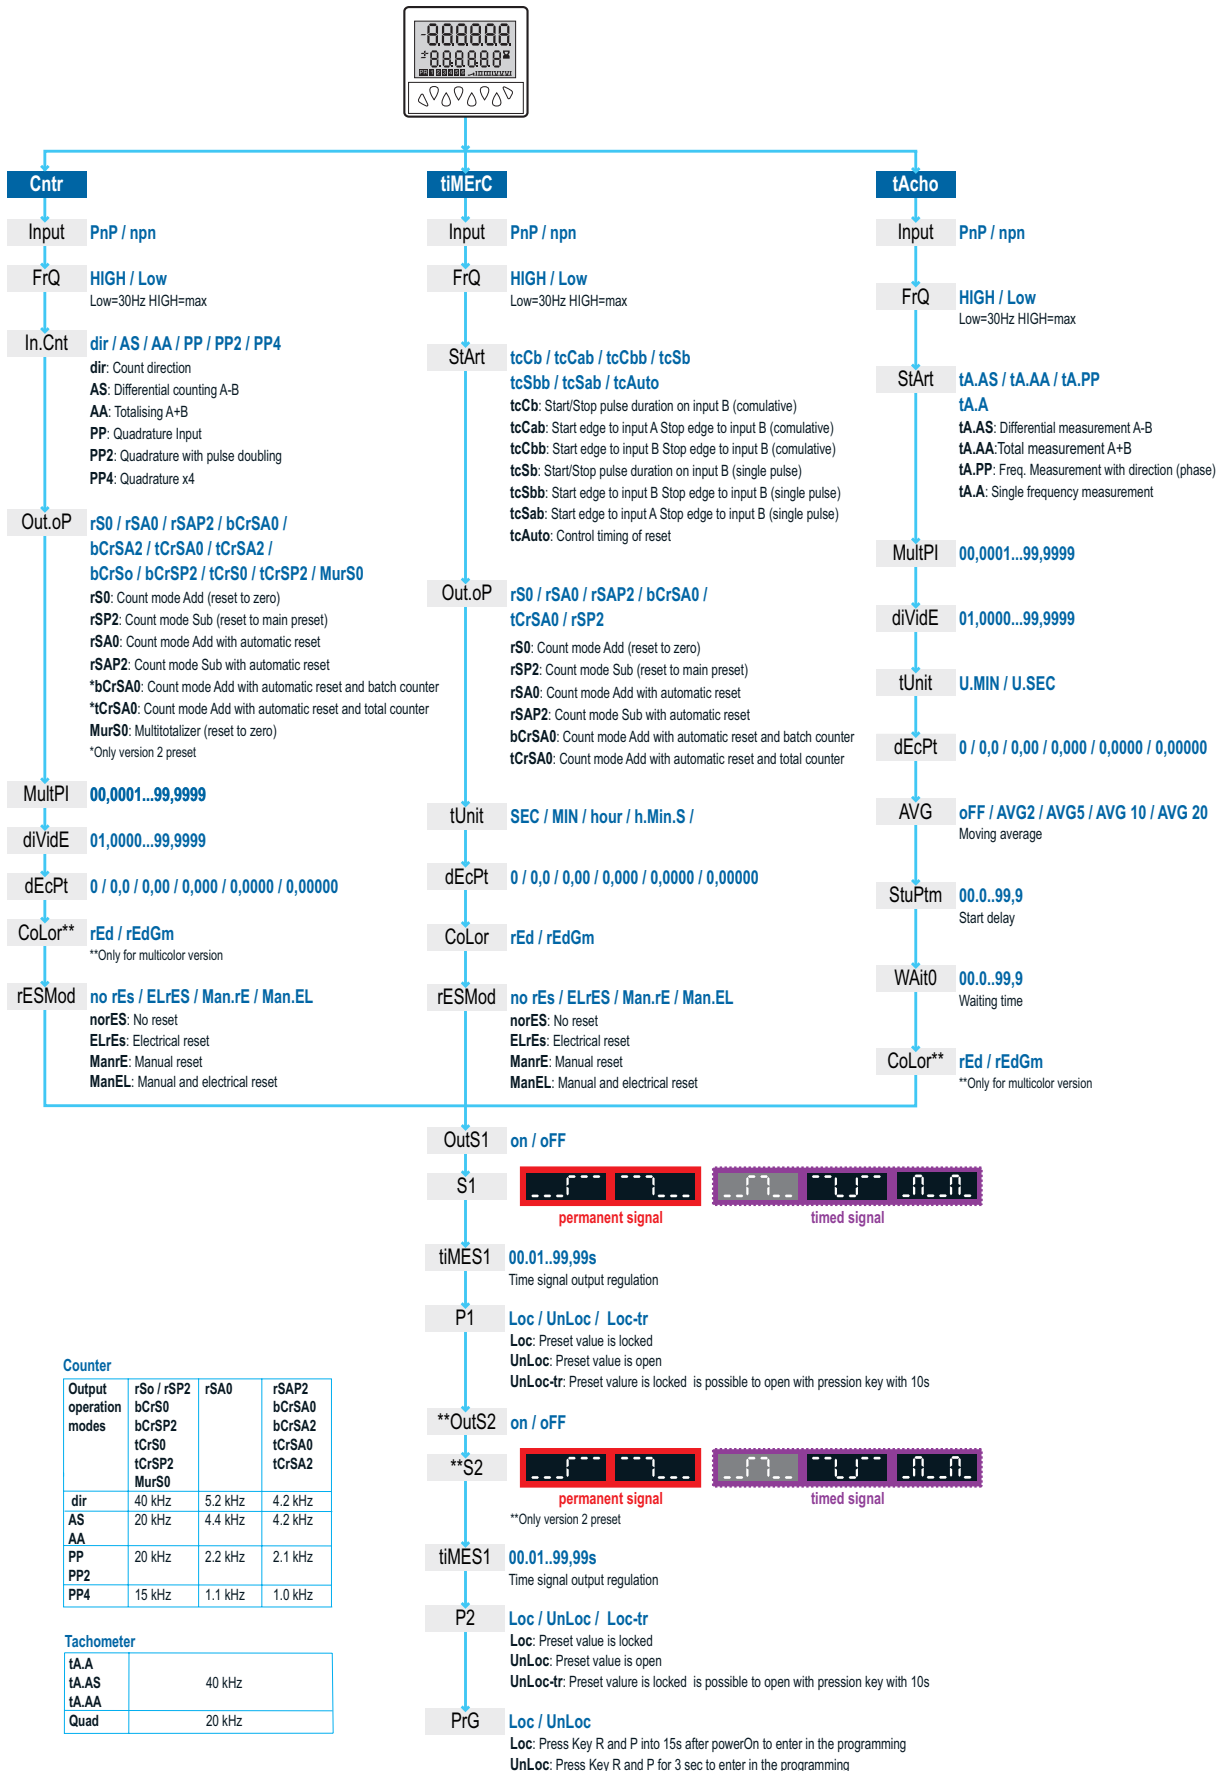 Cntr
Input PnP / npn
FrQ HIGH / Low
Low=30Hz HIGH=max
In.Cnt dir / AS / AA / PP / PP2 / PP4
dir: Count direction
AS: Differential counting A-B
AA: Totalising A+B
PP: Quadrature Input
PP2: Quadrature with pulse doubling
PP4: Quadrature x4
Out.oP rS0 / rSA0 / rSAP2 / bCrSA0 /
bCrSA2 / tCrSA0 / tCrSA2 /
bCrSo / bCrSP2 / tCrS0 / tCrSP2 / MurS0
rS0: Count mode Add (reset to zero)
rSP2: Count mode Sub (reset to main preset)
rSA0: Count mode Add with automatic reset
rSAP2: Count mode Sub with automatic reset
*bCrSA0: Count mode Add with automatic reset and batch counter
*tCrSA0: Count mode Add with automatic reset and total counter
MurS0: Multitotalizer (reset to zero)
*Only version 2 preset
MultPl 00,0001...99,9999
diVidE 01,0000...99,9999
dEcPt 0 / 0,0 / 0,00 / 0,000 / 0,0000 / 0,00000
CoLor** rEd / rEdGm
**Only for multicolor version
rESMod no rEs / ELrES / Man.rE / Man.EL
norES: No reset
ELrEs: Electrical reset
ManrE: Manual reset
ManEL: Manual and electrical reset
tiMErC
Input PnP / npn
FrQ HIGH / Low
Low=30Hz HIGH=max
StArt tcCb / tcCab / tcCbb / tcSb
tcSbb / tcSab / tcAuto
tcCb: Start/Stop pulse duration on input B (comulative)
tcCab: Start edge to input A Stop edge to input B (comulative)
tcCbb: Start edge to input B Stop edge to input B (comulative)
tcSb: Start/Stop pulse duration on input B (single pulse)
tcSbb: Start edge to input B Stop edge to input B (single pulse)
tcSab: Start edge to input A Stop edge to input B (single pulse)
tcAuto: Control timing of reset
Out.oP rS0 / rSA0 / rSAP2 / bCrSA0 /
tCrSA0 / rSP2
rS0: Count mode Add (reset to zero)
rSP2: Count mode Sub (reset to main preset)
rSA0: Count mode Add with automatic reset
rSAP2: Count mode Sub with automatic reset
bCrSA0: Count mode Add with automatic reset and batch counter
tCrSA0: Count mode Add with automatic reset and total counter
tUnit SEC / MIN / hour / h.Min.S /
dEcPt 0 / 0,0 / 0,00 / 0,000 / 0,0000 / 0,00000
CoLor rEd / rEdGm
rESMod no rEs / ELrES / Man.rE / Man.EL
norES: No reset
ELrEs: Electrical reset
ManrE: Manual reset
ManEL: Manual and electrical reset
tAcho
Input PnP / npn
FrQ HIGH / Low
Low=30Hz HIGH=max
StArt tA.AS / tA.AA / tA.PP
tA.A
tA.AS: Differential measurement A-B
tA.AA:Total measurement A+B
tA.PP: Freq. Measurement with direction (phase)
tA.A: Single frequency measurement
MultPl 00,0001...99,9999
diVidE 01,0000...99,9999
tUnit U.MIN / U.SEC
dEcPt 0 / 0,0 / 0,00 / 0,000 / 0,0000 / 0,00000
AVG oFF / AVG2 / AVG5 / AVG 10 / AVG 20
Moving average
StuPtm 00.0..99,9
Start delay
WAit0 00.0..99,9
Waiting time
CoLor** rEd / rEdGm
**Only for multicolor version
OutS1 on / oFF
S1
permanent signal timed signal
tiMES1 00.01..99,99s
Time signal output regulation
P1 Loc / UnLoc / Loc-tr
Loc: Preset value is locked
UnLoc: Preset value is open
UnLoc-tr: Preset valure is locked is possible to open with pression key with 10s
**OutS2 on / oFF
**S2
permanent signal timed signal
**Only version 2 preset
tiMES1 00.01..99,99s
Time signal output regulation
P2 Loc / UnLoc / Loc-tr
Loc: Preset value is locked
UnLoc: Preset value is open
UnLoc-tr: Preset valure is locked is possible to open with pression key with 10s
PrG Loc / UnLoc
Loc: Press Key R and P into 15s after powerOn to enter in the programming
UnLoc: Press Key R and P for 3 sec to enter in the programming
Counter
Output rSo / rSP2 rSA0 rSAP2
operation bCrS0 bCrSA0
modes bCrSP2 bCrSA2
tCrS0 tCrSA0
tCrSP2 tCrSA2
MurS0
dir 40 kHz 5.2 kHz 4.2 kHz
AS 20 kHz 4.4 kHz 4.2 kHz
AA
PP 20 kHz 2.2 kHz 2.1 kHz
PP2
PP4 15 kHz 1.1 kHz 1.0 kHz
Tachometer
tA.A
tA.AS 40 kHz
tA.AA
Quad 20 kHz